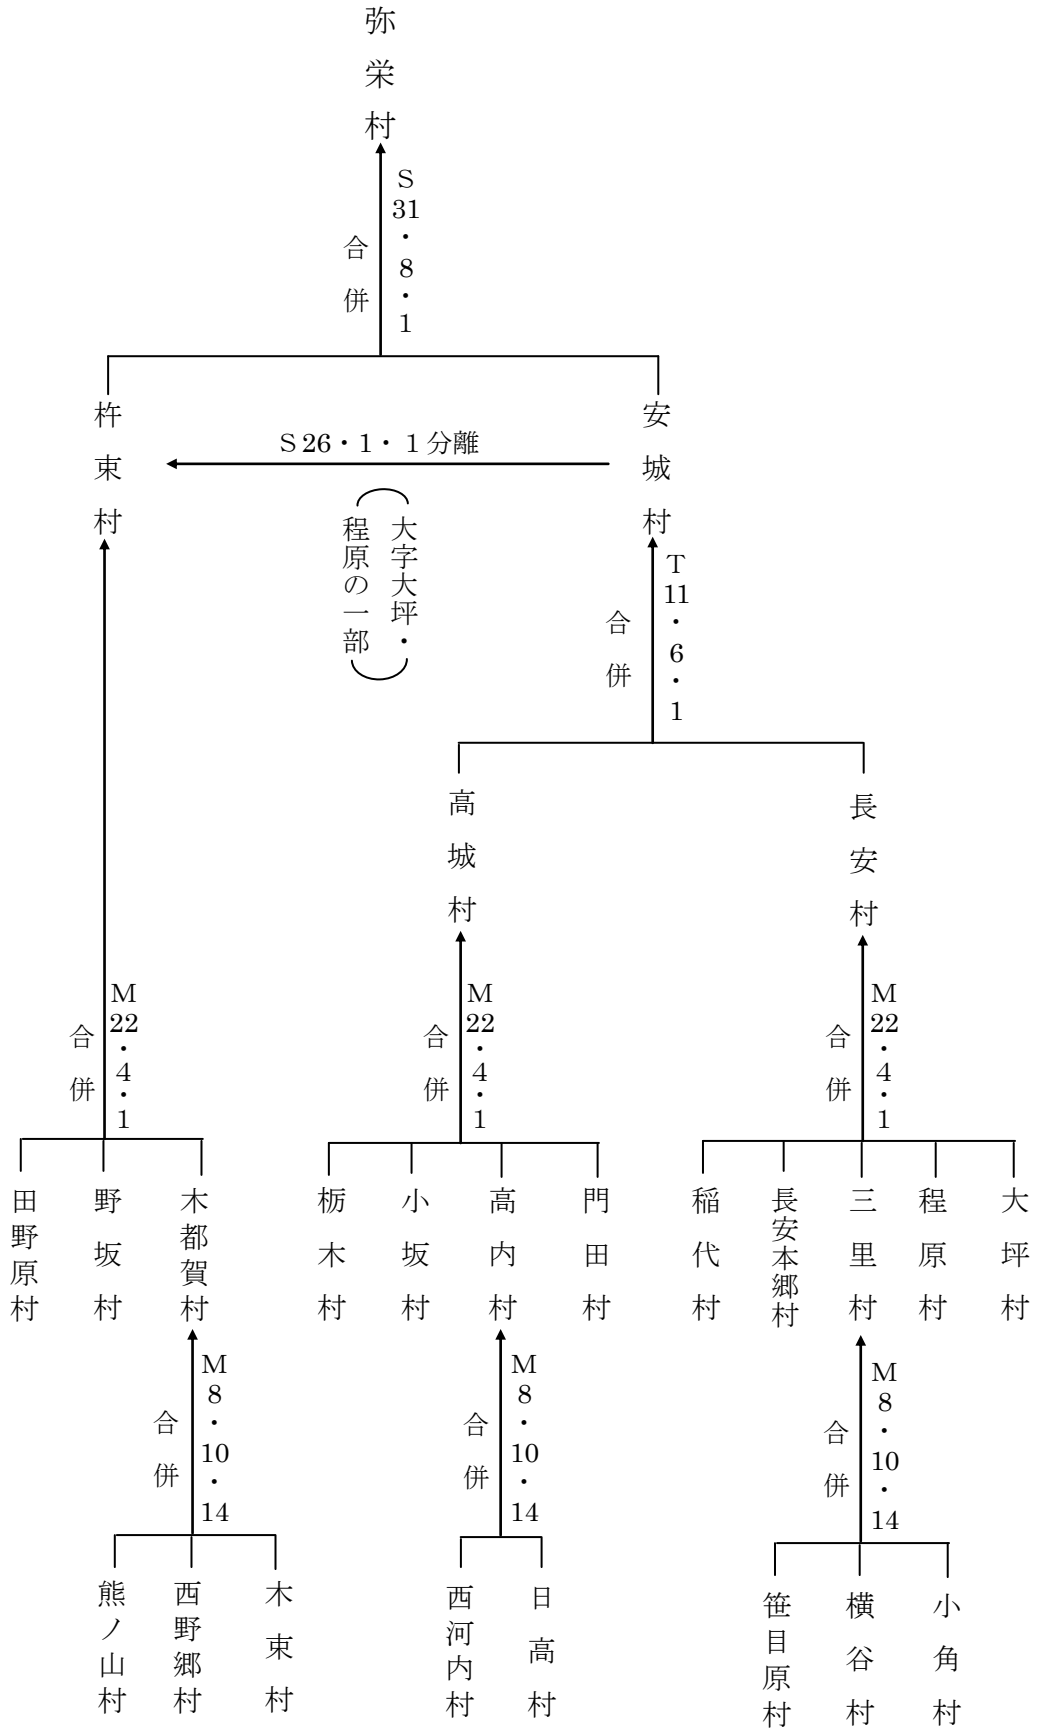 弥栄村
S31・8・1
合併
安城村
杵束村
S26・1・1分離
大字大坪・
程原の一部
T11・6・1
合併
長安村
高城村
M22・4・1
合併
M22・4・1
合併
M22・4・1
合併
大坪村
程原村
三里村
長安本郷村
稲代村
門田村
高内村
小坂村
栃木村
木都賀村
野坂村
田野原村
M8・10・14
合併
M8・10・14
合併
M8・10・14
合併
小角村
横谷村
笹目原村
日高村
西河内村
木束村
西野郷村
熊ノ山村